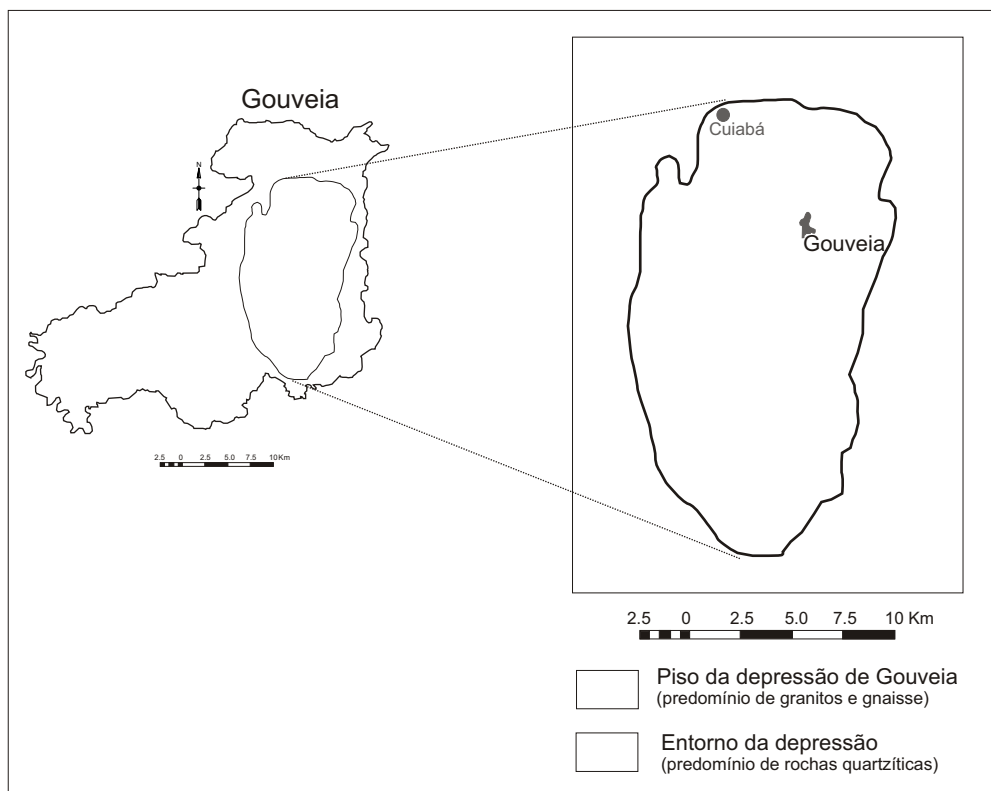 Gouveia
N
2.5 0 2.5 5.0 7.5 10Km
Cuiabá
Gouveia
2.5 0 2.5 5.0 7.5 10 Km
Piso da depressão de Gouveia
(predomínio de granitos e gnaisse)
Entorno da depressão
(predomínio de rochas quartzíticas)